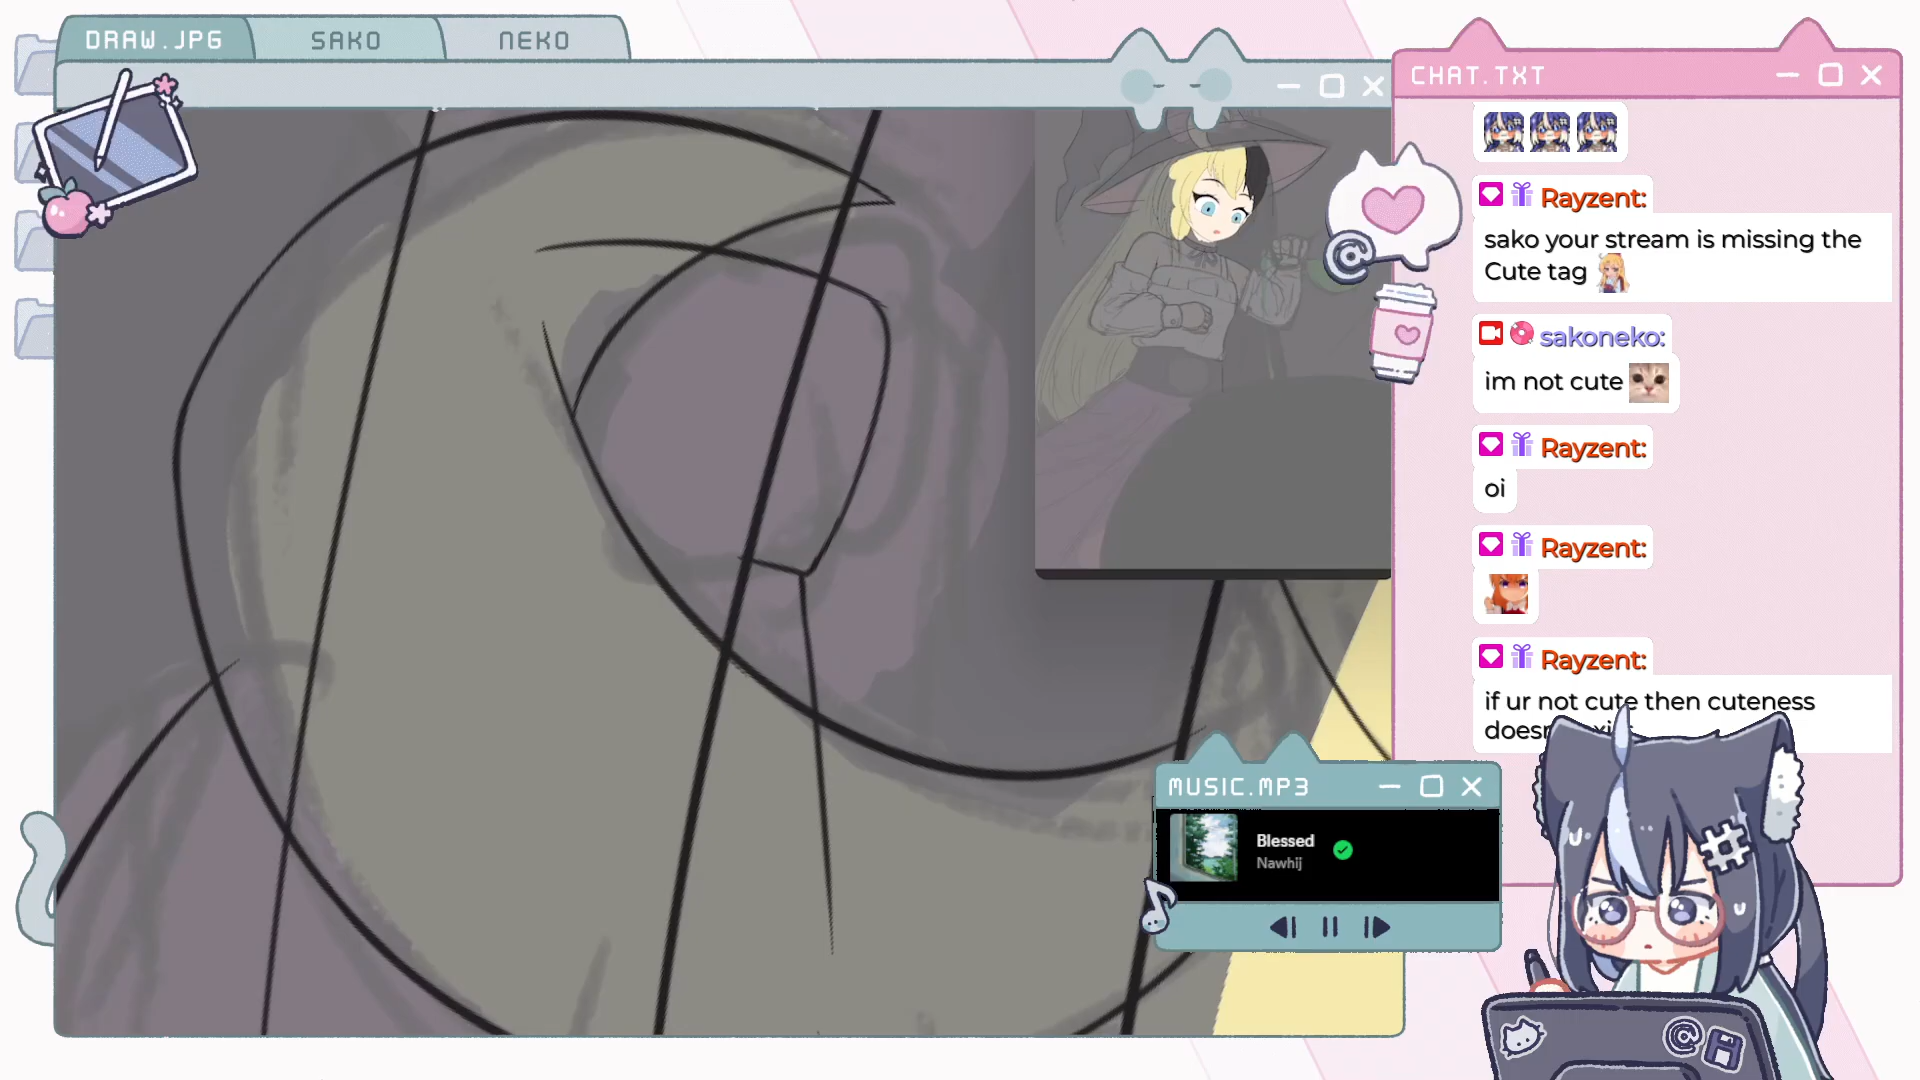 DRAW.JPG
SAKO
NEKO
CHAT.TXT
Rayzent:
sako your stream is missing the
Cute tag
sakoneko:
im not cute
Rayzent:
oi
Rayzent:
Rayzent:
if ur not cute then cuteness
MUSIC.MP3
Blessed
Nawhij